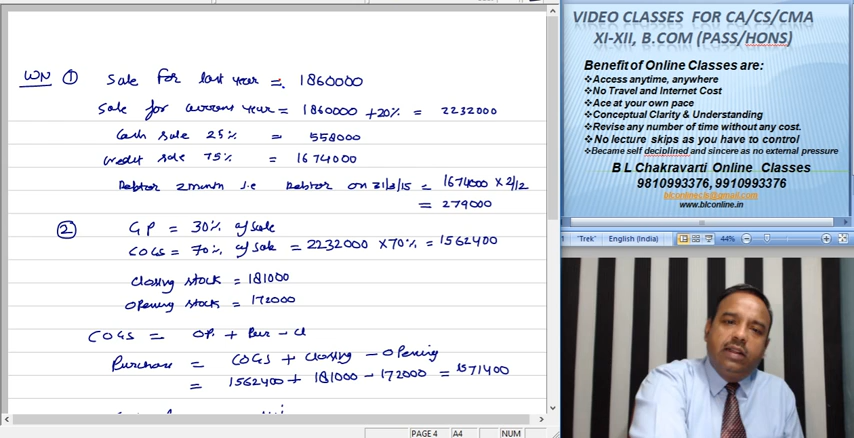 WN ① Sale for last year = 1860000
Sale for current year = 1860000 +20% = 2232000
Cash sale 25% = 558000
Credit sale 75% = 1674000
Debtor 2 month i.e Debtor on 31/3/15 = 1674000 × 2/12
= 279000
② GP = 30% of sale
COGS = 70% of sale = 2232000 × 70% = 1562400
Closing stock = 181000
Opening stock = 172000
COGS = OP. + Pur - Cl
Purchase = COGS + Closing - Opening
= 1562400 + 181000 - 172000 = 1571400
PAGE 4 A4 NUM
VIDEO CLASSES FOR CA/CS/CMA
XI-XII, B.COM (PASS/HONS)
Benefit of Online Classes are:
❖Access anytime, anywhere
❖No Travel and Internet Cost
❖Ace at your own pace
❖Conceptual Clarity & Understanding
❖Revise any number of time without any cost.
❖No lecture skips as you have to control
❖Became self deciplined and sincere as no external pressure
B L Chakravarti Online Classes
9810993376, 9910993376
blconlinecls@gmail.com
www.blconline.in
1 "Trek" English (India) 44%